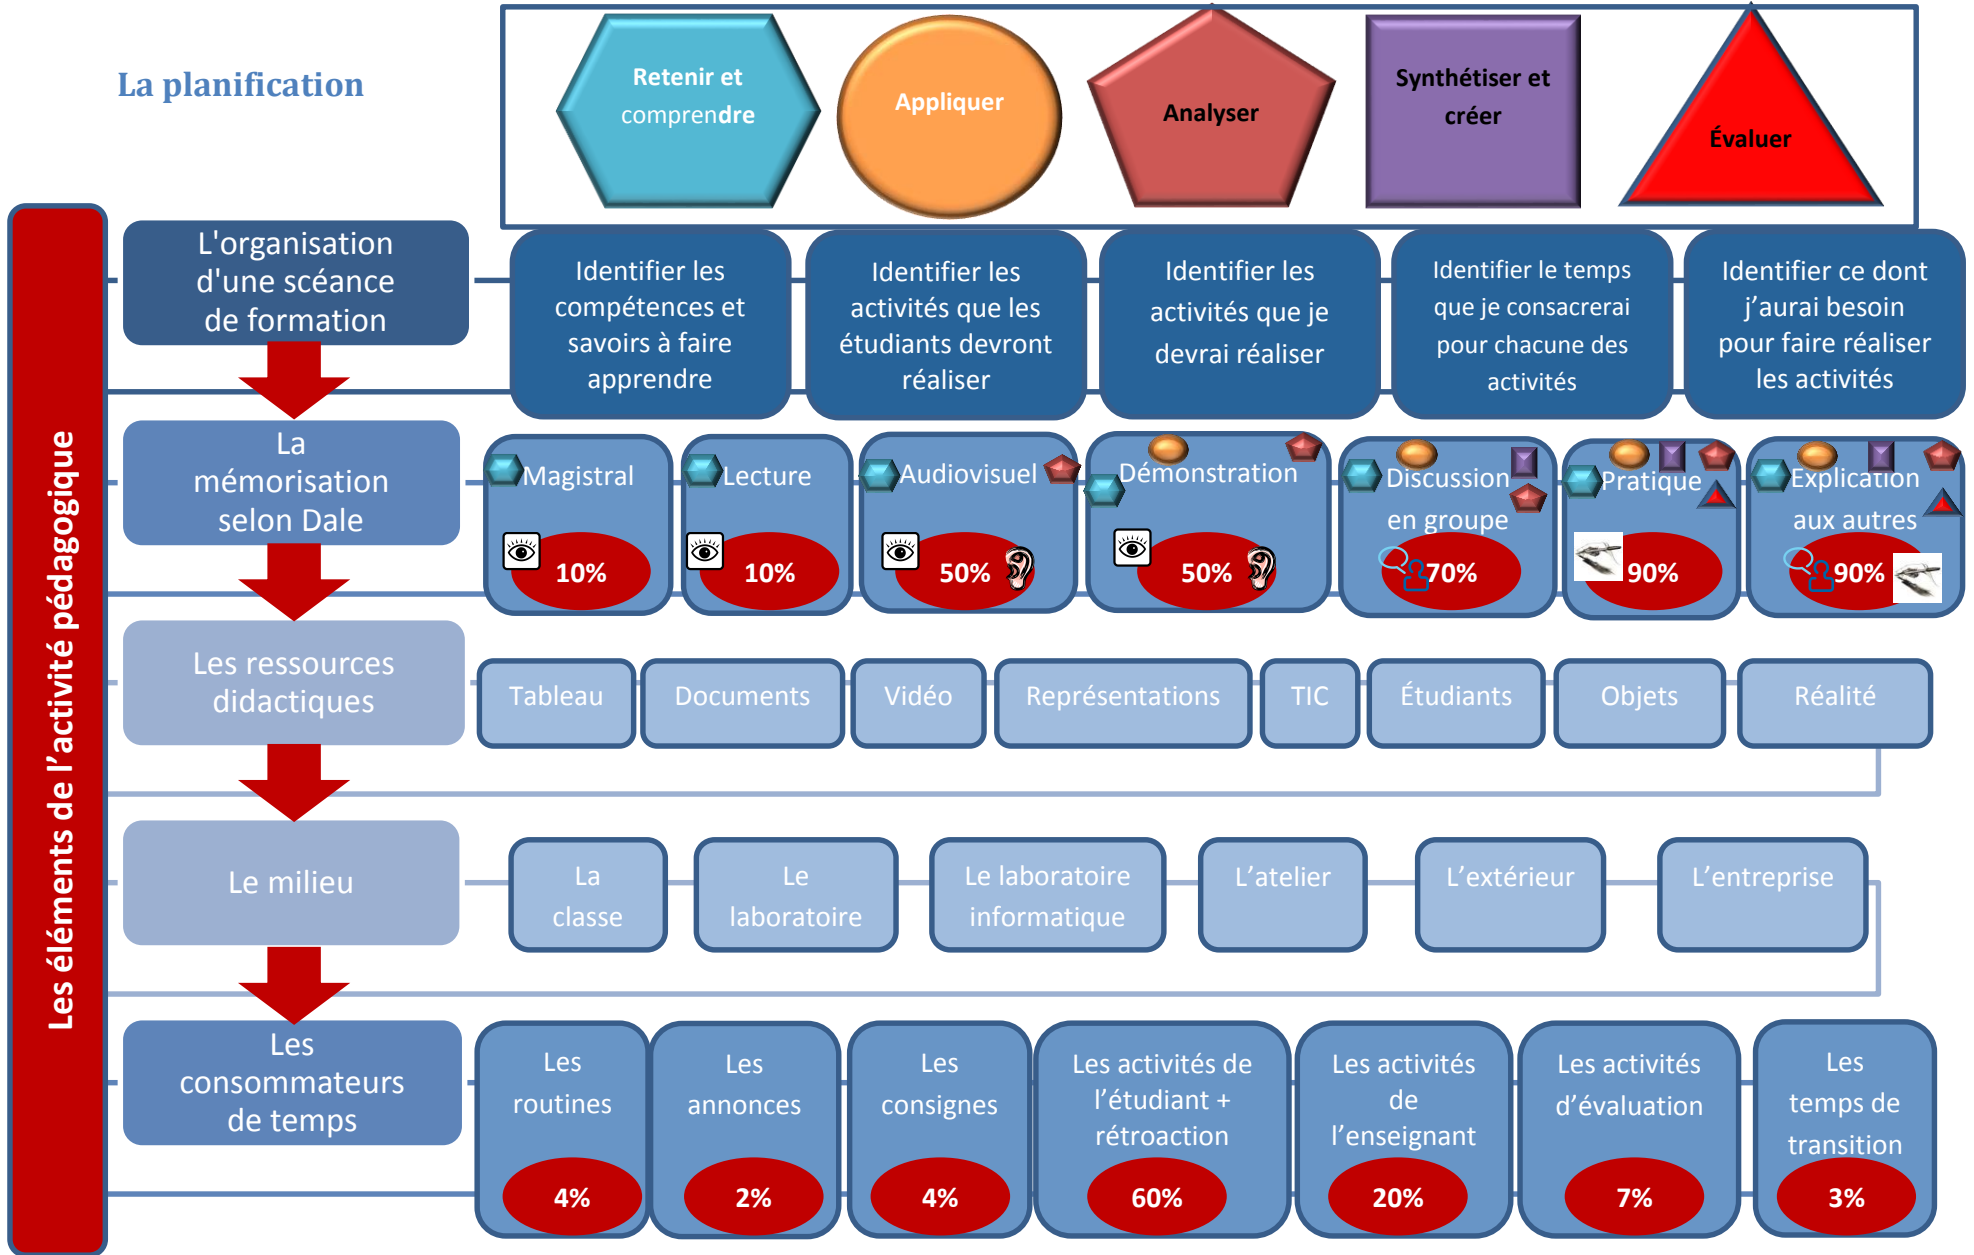 La planification
Retenir et
comprendre
Appliquer
Analyser
Synthétiser et
créer
Évaluer
Les éléments de l'activité pédagogique
L'organisation
d'une scéance
de formation
Identifier les
compétences et
savoirs à faire
apprendre
Identifier les
activités que les
étudiants devront
réaliser
Identifier les
activités que je
devrai réaliser
Identifier le temps
que je consacrerai
pour chacune des
activités
Identifier ce dont
j'aurai besoin
pour faire réaliser
les activités
La
mémorisation
selon Dale
Magistral
10%
Lecture
10%
Audiovisuel
50%
Démonstration
50%
Discussion
en groupe
70%
Pratique
90%
Explication
aux autres
90%
Les ressources
didactiques
Tableau
Documents
Vidéo
Représentations
TIC
Étudiants
Objets
Réalité
Le milieu
La
classe
Le
laboratoire
Le laboratoire
informatique
L'atelier
L'extérieur
L'entreprise
Les
consommateurs
de temps
Les
routines
4%
Les
annonces
2%
Les
consignes
4%
Les activités de
l'étudiant +
rétroaction
60%
Les activités
de
l'enseignant
20%
Les activités
d'évaluation
7%
Les
temps de
transition
3%